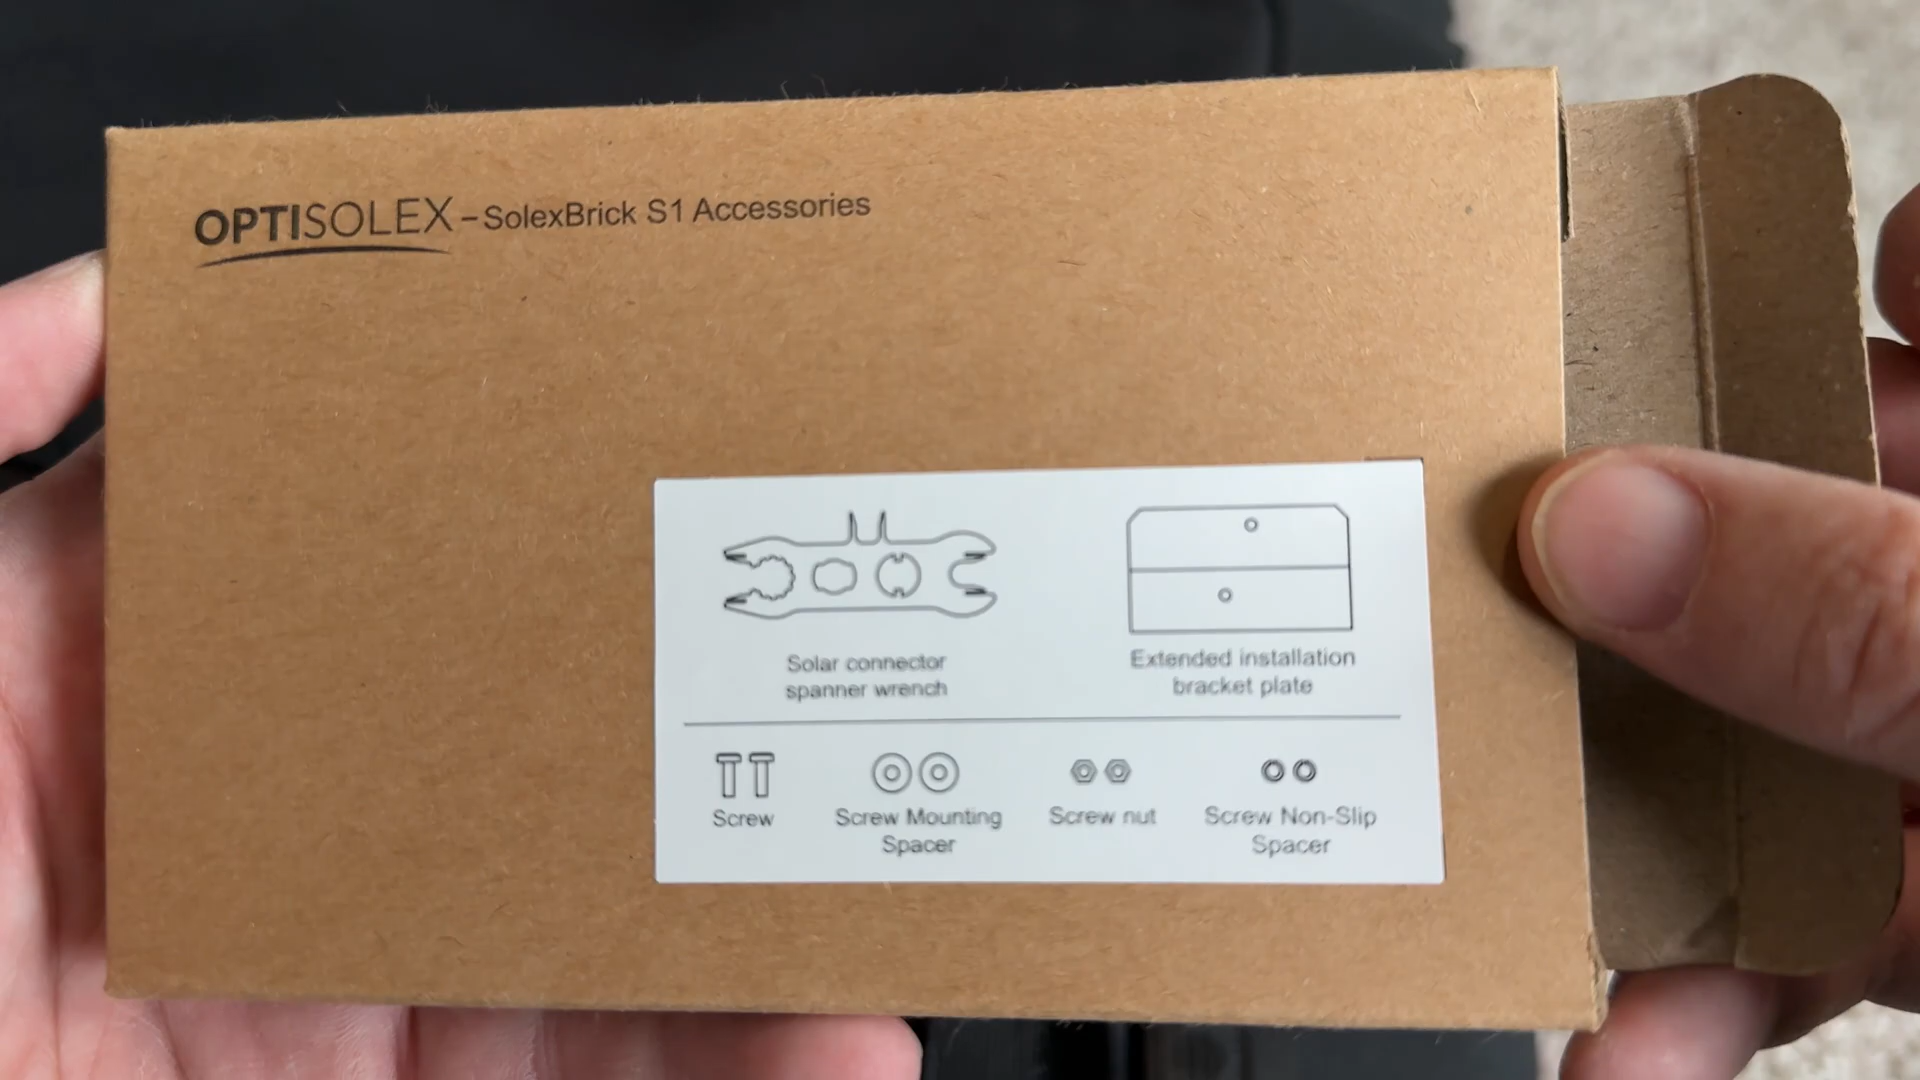 OPTISOLEX – SolexBrick S1 Accessories
Solar connector
spanner wrench
Extended installation
bracket plate
Screw
Screw Mounting
Spacer
Screw nut
Screw Non-Slip
Spacer